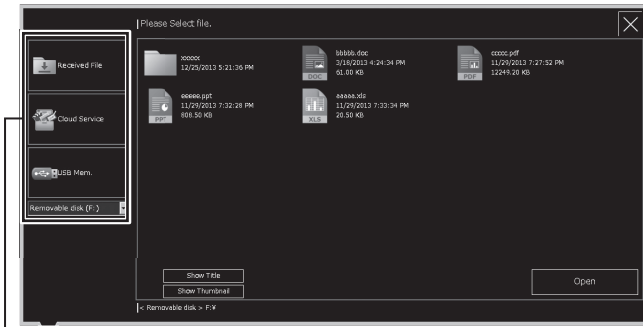 Please Select file.
Received File
Cloud Service
USB Mem.
Removable disk (F:)
xxxxx
12/25/2013 5:21:36 PM
bbbbb.doc
3/18/2013 4:24:34 PM
61.00 KB
DOC
ccccc.pdf
11/29/2013 7:27:52 PM
12249.20 KB
PDF
eeeee.ppt
11/29/2013 7:32:28 PM
808.50 KB
PPT
aaaaa.xls
11/29/2013 7:33:34 PM
20.50 KB
XLS
Show Title
Show Thumbnail
Open
< Removable disk > F:¥